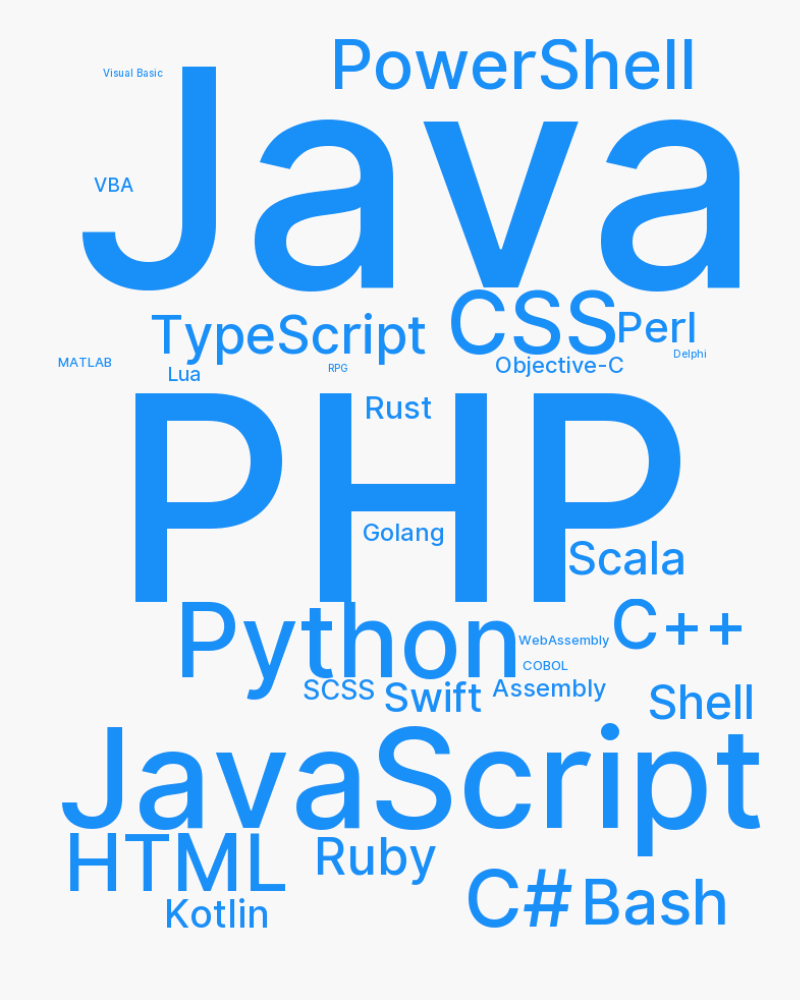 PowerShell
Visual Basic
Java
VBA
TypeScript
CSS
Perl
Delphi
MATLAB
Lua
RPG
Objective-C
PHP
Rust
Golang
Scala
Python
C++
WebAssembly
COBOL
SCSS
Swift
Assembly
Shell
JavaScript
HTML
Ruby
C#
Bash
Kotlin